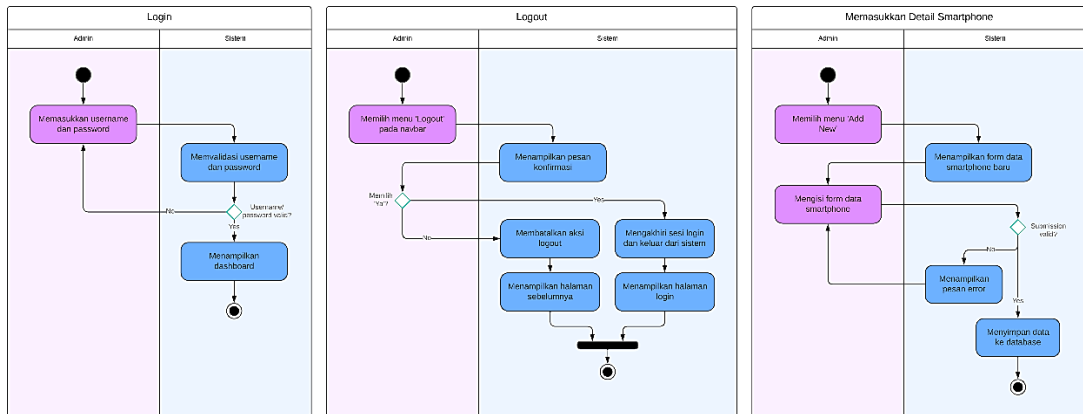 Login
Admin
Sistem
Memasukkan username
dan password
Memvalidasi username
dan password
Username/
password valid?
No
Yes
Menampilkan
dashboard
Logout
Admin
Sistem
Memilih menu 'Logout'
pada navbar
Menampilkan pesan
konfirmasi
Memilih
'Ya'?
Yes
No
Membatalkan aksi
logout
Mengakhiri sesi login
dan keluar dari sistem
Menampilkan halaman
sebelumnya
Menampilkan halaman
login
Memasukkan Detail Smartphone
Admin
Sistem
Memilih menu 'Add
New'
Menampilkan form data
smartphone baru
Mengisi form data
smartphone
Submission
valid?
No
Menampilkan
pesan error
Yes
Menyimpan data
ke database